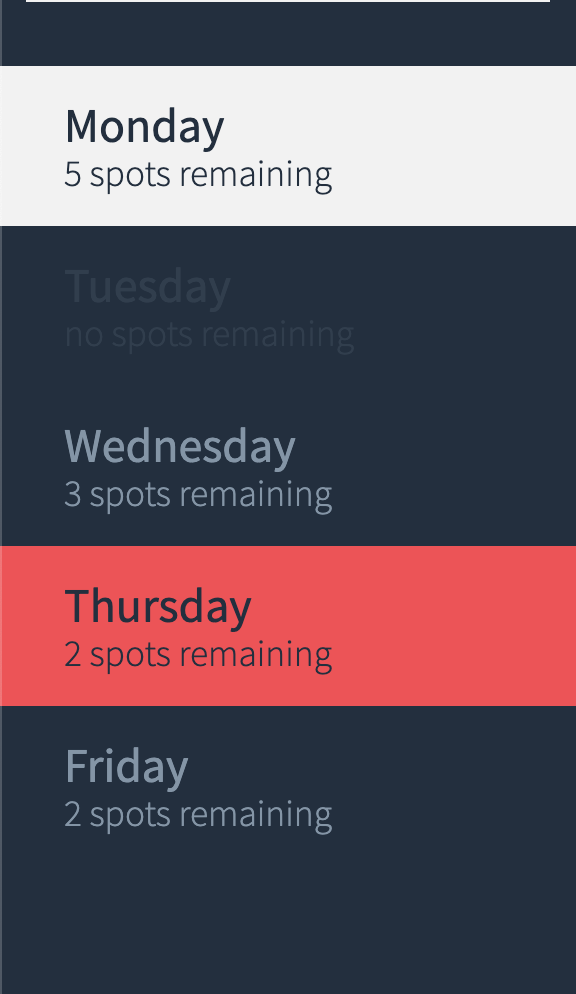 Monday
5 spots remaining
Tuesday
no spots remaining
Wednesday
3 spots remaining
Thursday
2 spots remaining
Friday
2 spots remaining